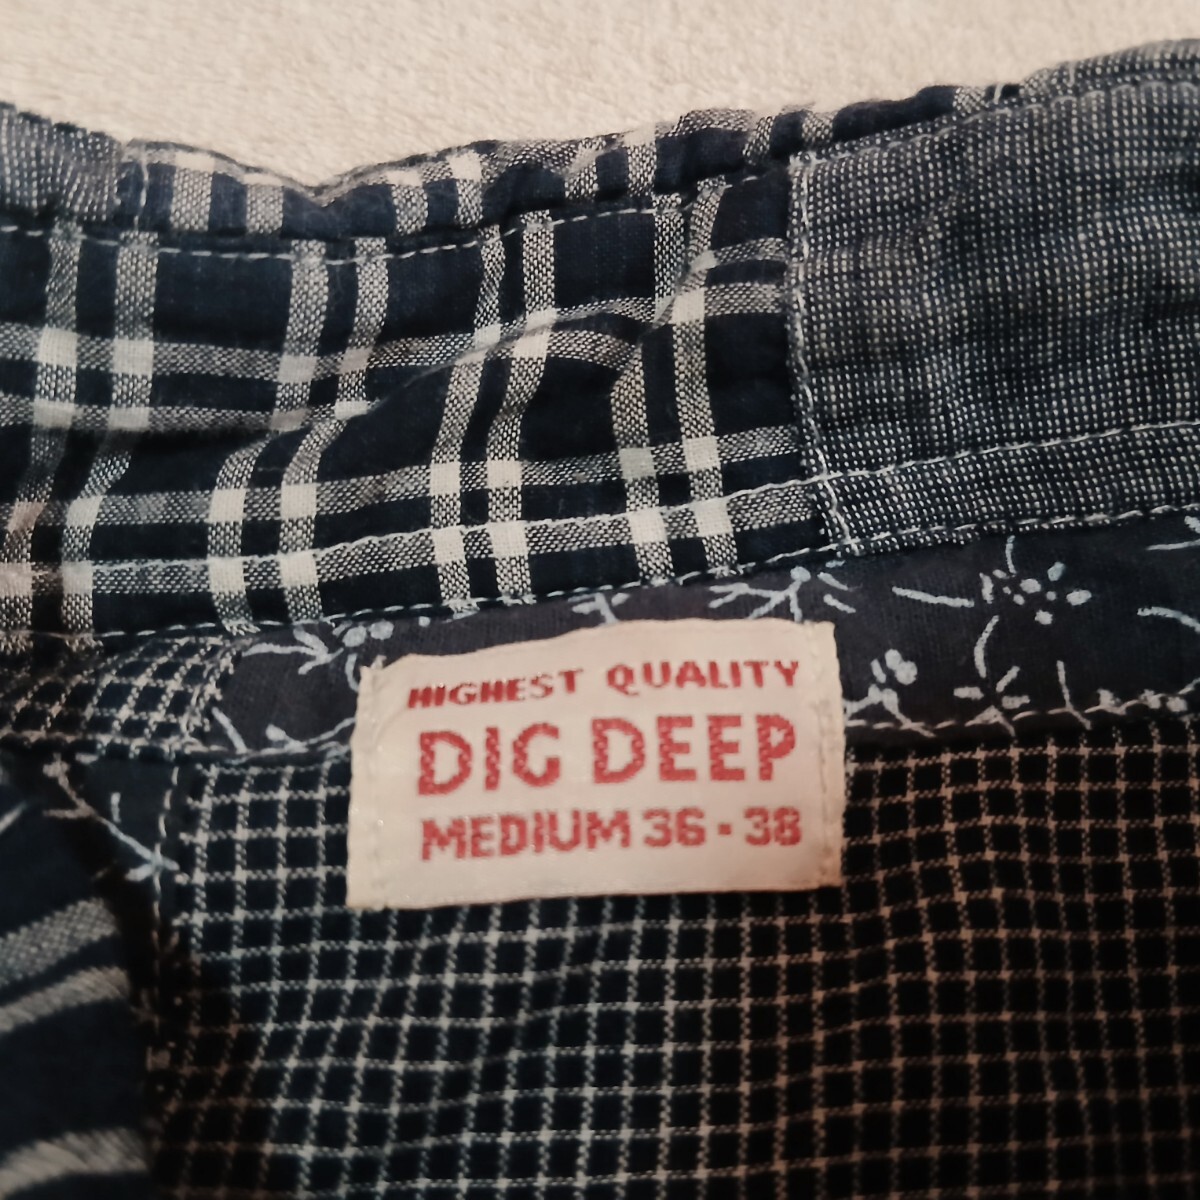 HIGHEST QUALITY
DIG DEEP
MEDIUM 36-38